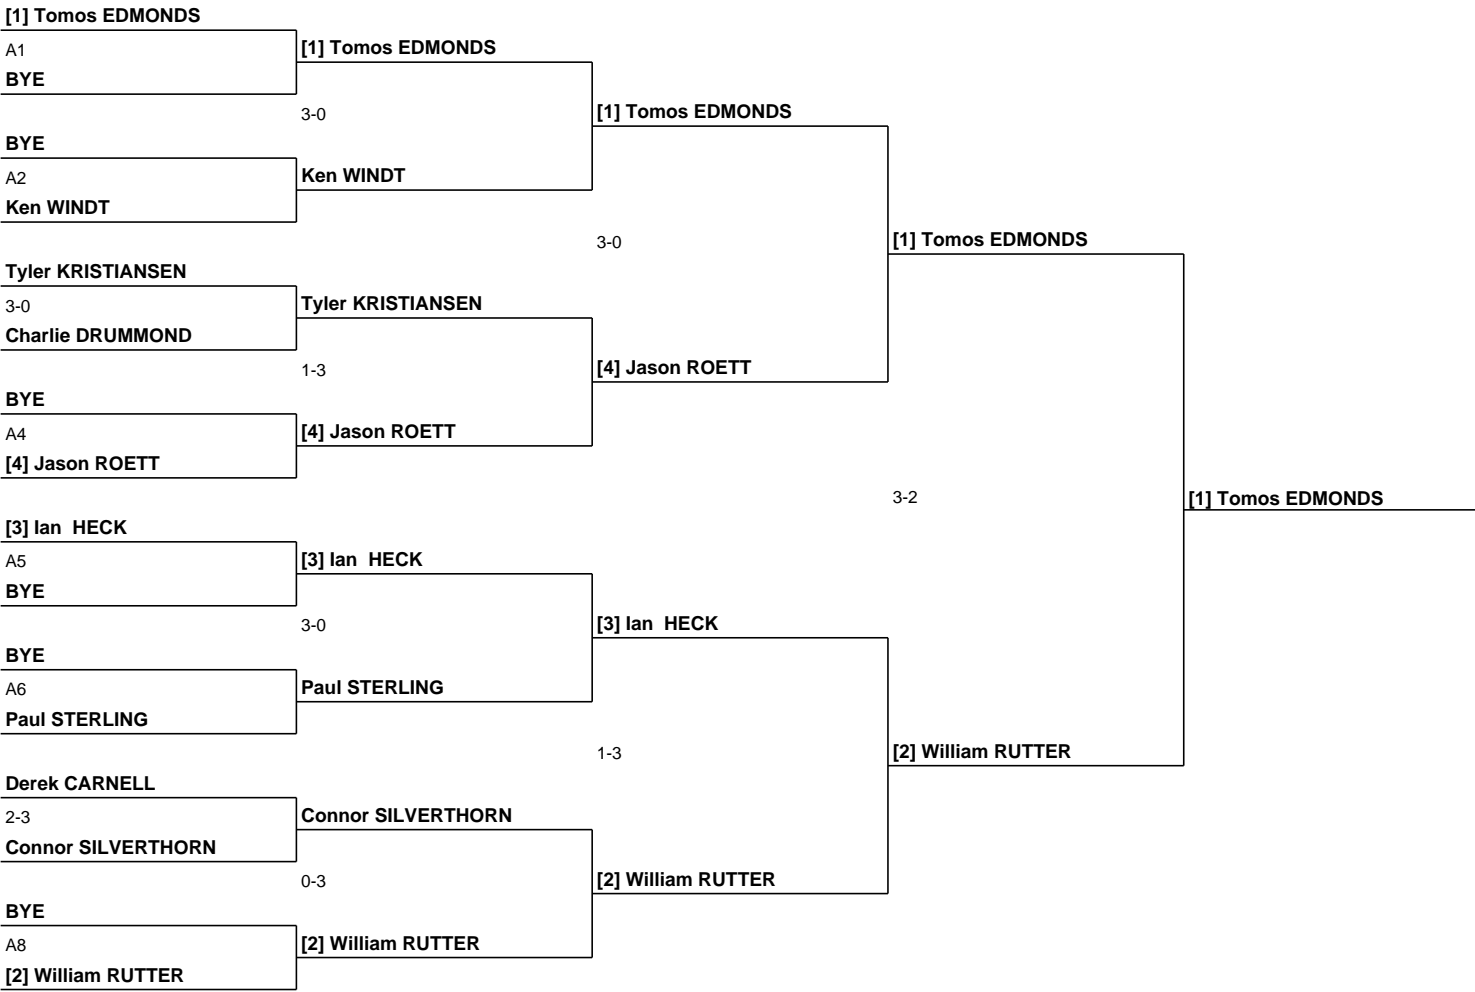 [1] Tomos EDMONDS
A1
BYE
BYE
A2
Ken WINDT
Tyler KRISTIANSEN
3-0
Charlie DRUMMOND
BYE
A4
[4] Jason ROETT
[3] Ian  HECK
A5
BYE
BYE
A6
Paul STERLING
Derek CARNELL
2-3
Connor SILVERTHORN
BYE
A8
[2] William RUTTER
[1] Tomos EDMONDS
3-0
Ken WINDT
Tyler KRISTIANSEN
1-3
[4] Jason ROETT
[3] Ian  HECK
3-0
Paul STERLING
Connor SILVERTHORN
0-3
[2] William RUTTER
[1] Tomos EDMONDS
3-0
[4] Jason ROETT
[3] Ian  HECK
1-3
[2] William RUTTER
[1] Tomos EDMONDS
3-2
[2] William RUTTER
[1] Tomos EDMONDS